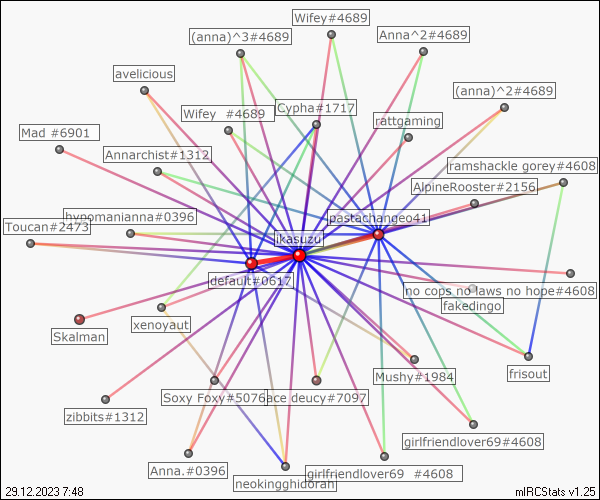 Wifey#4689
(anna)^3#4689
Anna^2#4689
avelicious
(anna)^2#4689
Wifey #4689
Cypha#1717
rattgaming
Mad #6901
Annarchist#1312
ramshackle gorey#4608
AlpineRooster#2156
hypomanianna#0396
pastachangeo41
Toucan#2473
ikasuzu
default#0617
no cops no laws no hope#4608
fakedingo
xenoyaut
Skalman
frisout
Mushy#1984
Soxy Foxy#5076
ace deucy#7097
zibbits#1312
girlfriendlover69#4608
Anna.#0396
girlfriendlover69 #4608
neokingghidorah
29.12.2023 7:48
mIRCStats v1.25